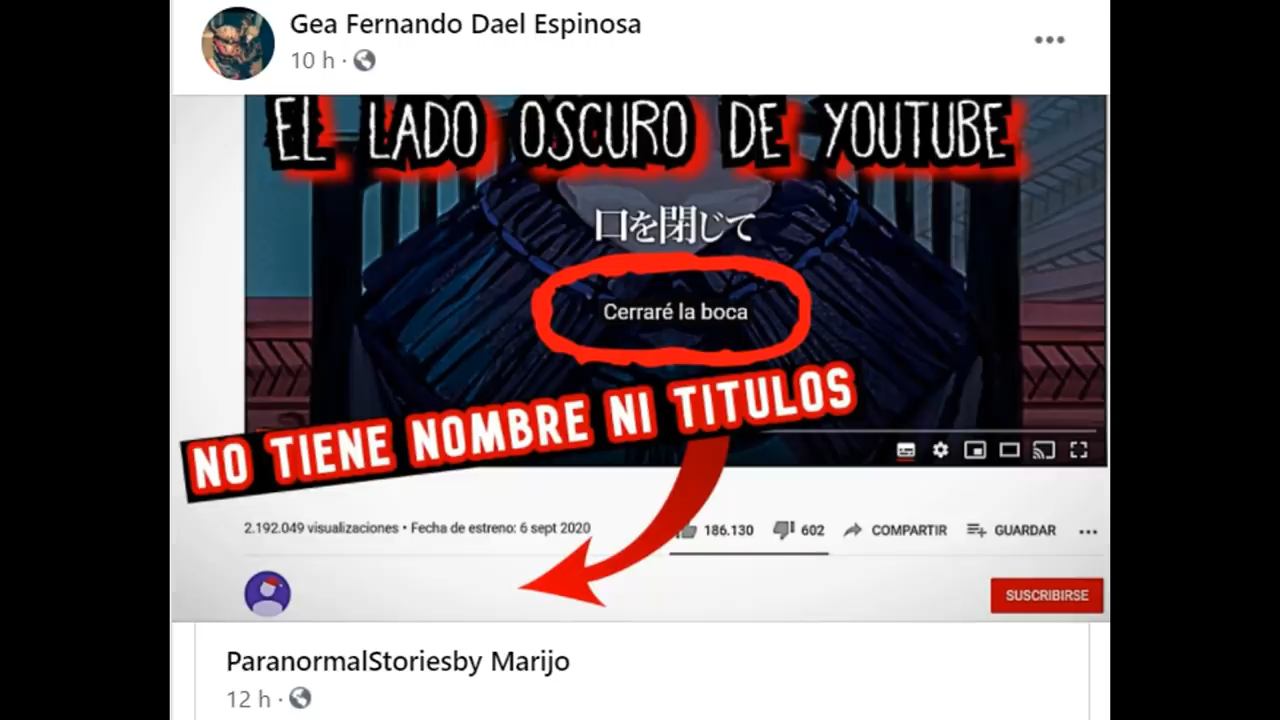 Gea Fernando Dael Espinosa
10 h ·
EL LADO OSCURO DE YOUTUBE
口を閉じて
Cerraré la boca
NO TIENE NOMBRE NI TITULOS
2.192.049 visualizaciones • Fecha de estreno: 6 sept 2020
186.130 602 COMPARTIR GUARDAR
SUSCRIBIRSE
ParanormalStoriesby Marijo
12 h ·